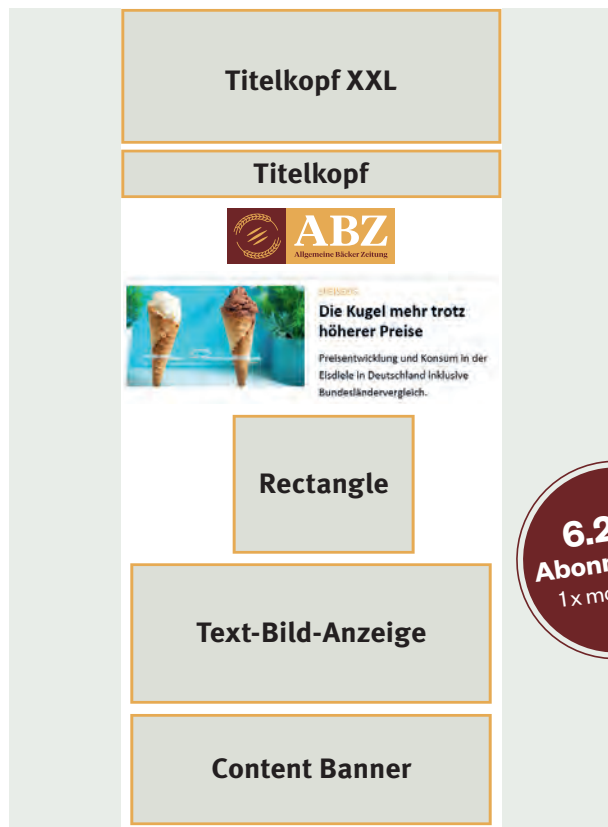 Titelkopf XXL
Titelkopf
ABZ
Allgemeine Bäcker Zeitung
Die Kugel mehr trotz
höherer Preise
Preisentwicklung und Konsum in der
Eisdiele in Deutschland inklusive
Bundesländervergleich.
Rectangle
6.2
Abonn
1 x mo
Text-Bild-Anzeige
Content Banner